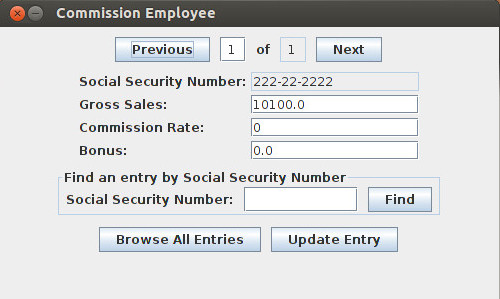 Commission Employee
Previous 1 of 1 Next
Social Security Number: 222-22-2222
Gross Sales: 10100.0
Commission Rate: 0
Bonus: 0.0
Find an entry by Social Security Number
Social Security Number: Find
Browse All Entries Update Entry